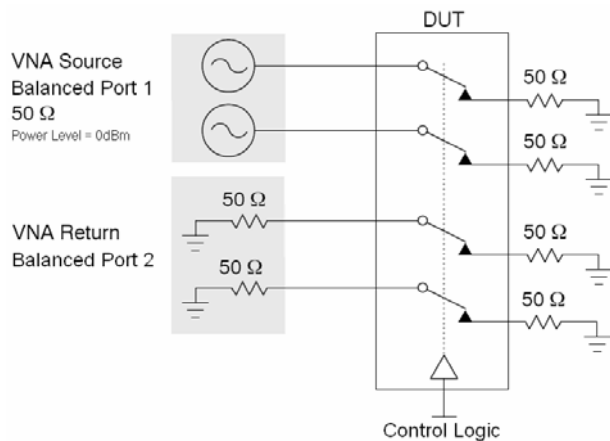 DUT
VNA Source
Balanced Port 1
50 Ω
Power Level = 0dBm
50 Ω
50 Ω
VNA Return
Balanced Port 2
50 Ω
50 Ω
50 Ω
50 Ω
Control Logic